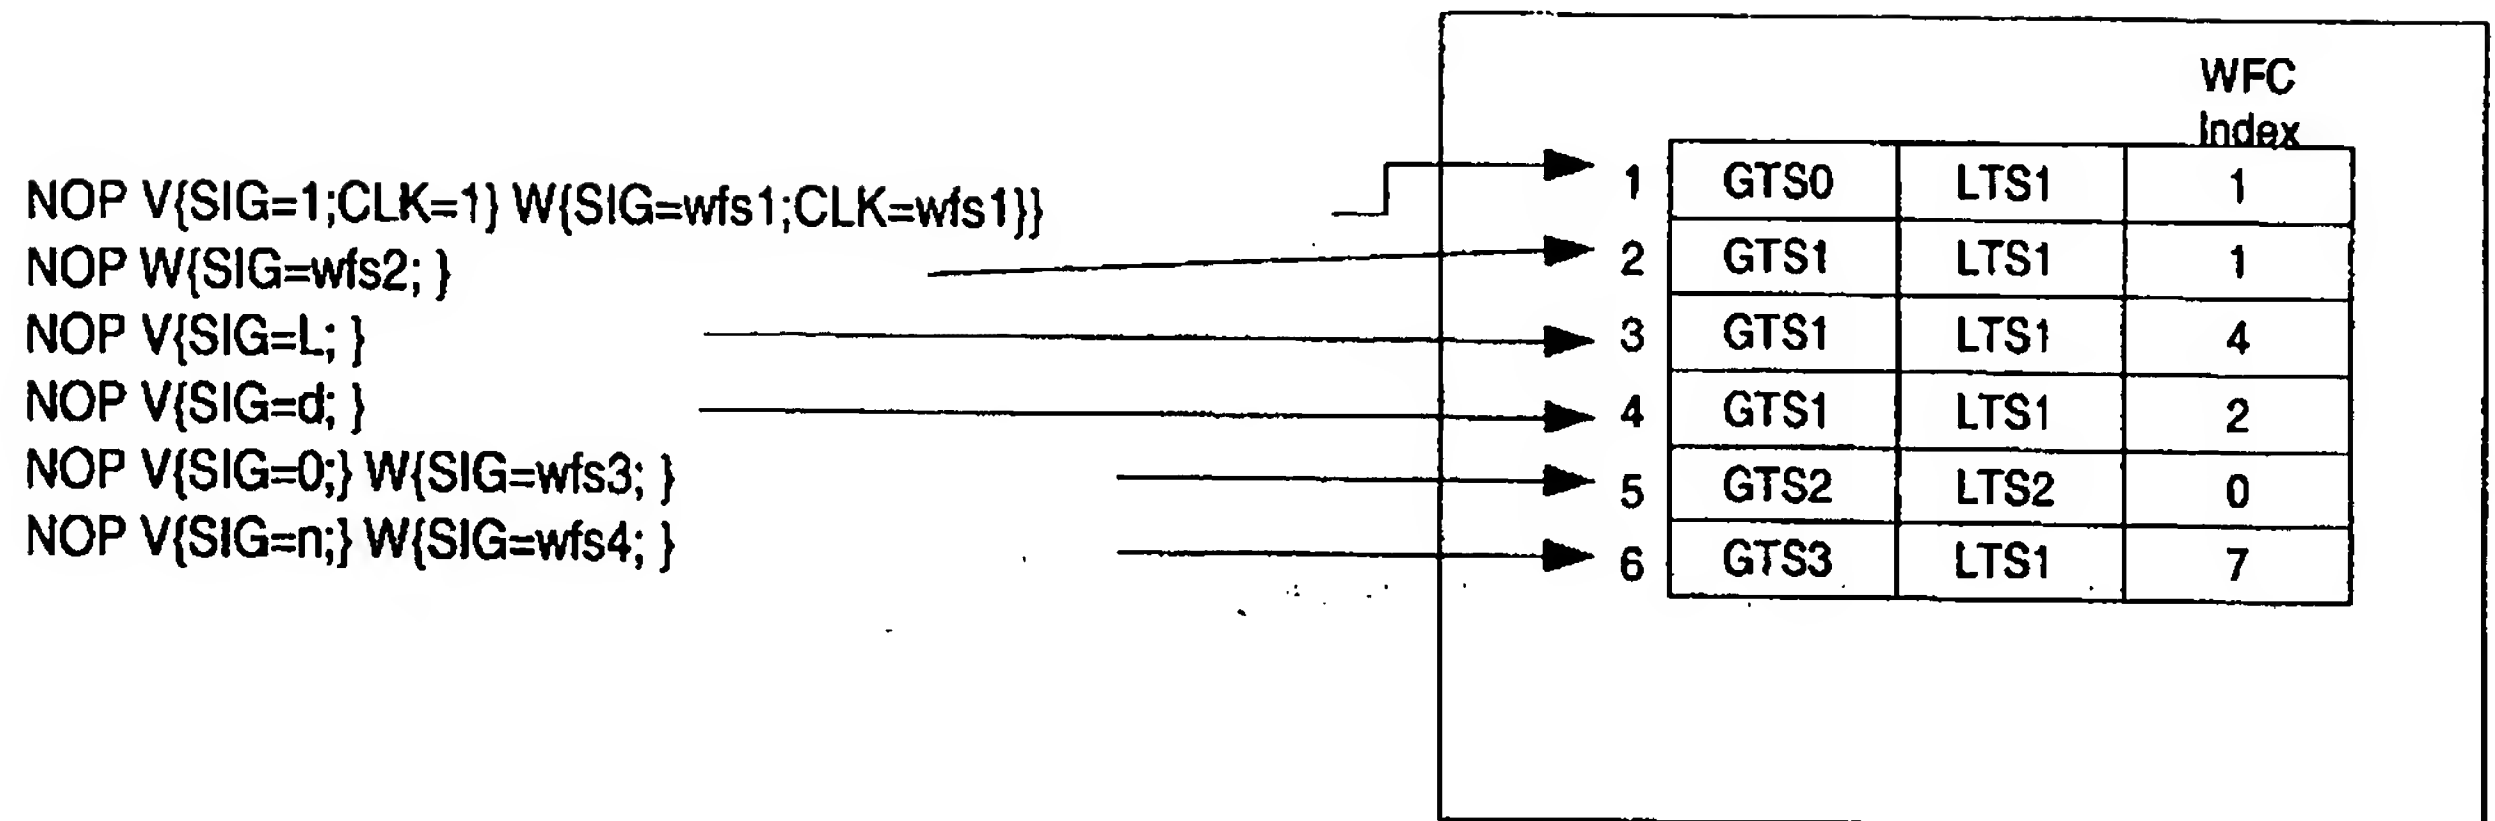 WFC
Index
NOP V{SIG=1;CLK=1} W{SIG=wfs1;CLK=wfs1}}
1 GTS0 LTS1 1
NOP W{SIG=wfs2; }
2 GTS1 LTS1 1
NOP V{SIG=L; }
3 GTS1 LTS1 4
NOP V{SIG=d; }
4 GTS1 LTS1 2
NOP V{SIG=0;} W{SIG=wfs3; }
5 GTS2 LTS2 0
NOP V{SIG=n;} W{SIG=wfs4; }
6 GTS3 LTS1 7